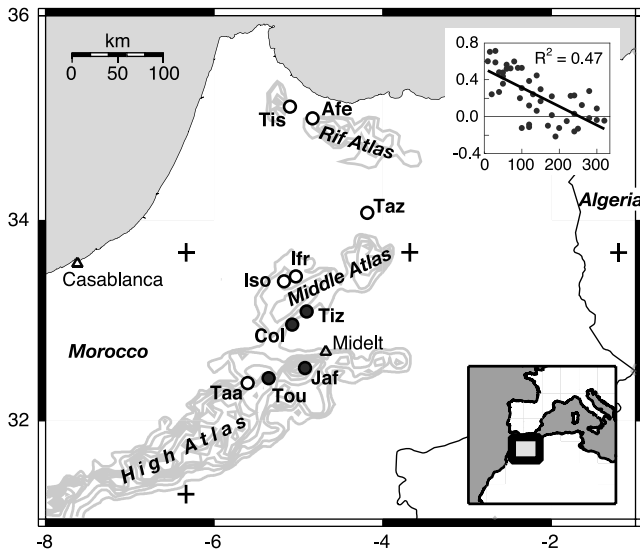 36
km
0 50 100
0.8
R² = 0.47
0.4
0.0
-0.4
0 100 200 300
Afe
Tis
Rif Atlas
Algeria
34
Taz
Casablanca
Ifr
Iso
Middle Atlas
Tiz
Col
Midelt
Morocco
Jaf
Taa
Tou
32
High Atlas
-8 -6 -4 -2